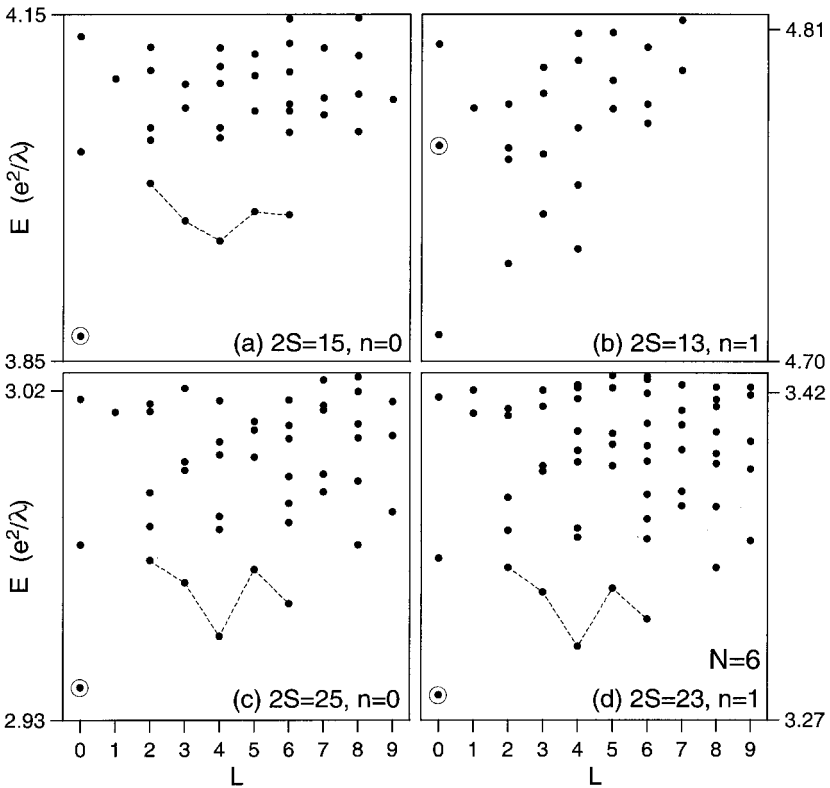 4.15
E (e²/λ)
3.85
(a) 2S=15, n=0
4.81
4.70
(b) 2S=13, n=1
3.02
E (e²/λ)
2.93
(c) 2S=25, n=0
3.42
N=6
(d) 2S=23, n=1
3.27
0 1 2 3 4 5 6 7 8 9
0 1 2 3 4 5 6 7 8 9
L
L